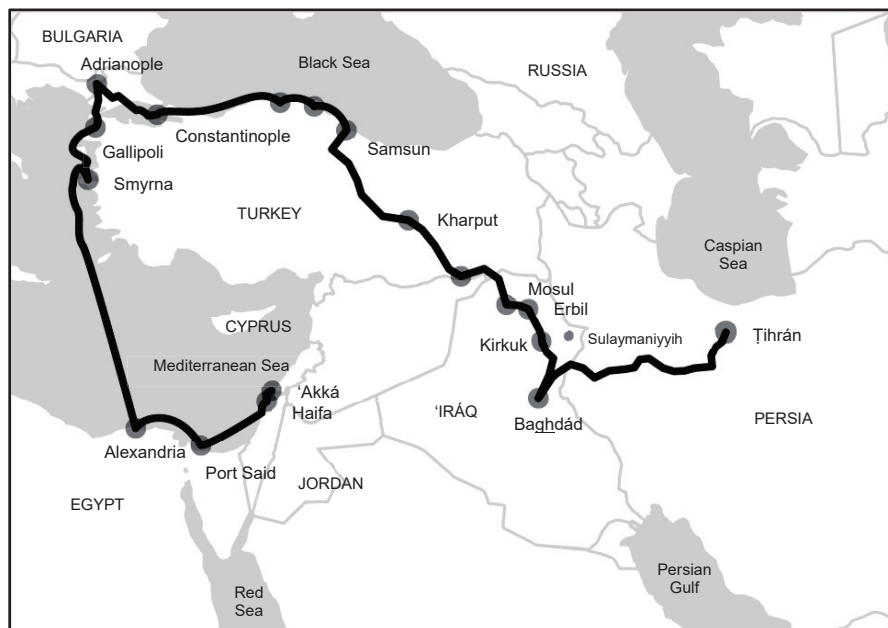 BULGARIA
Adrianople
Black Sea
RUSSIA
Constantinople
Gallipoli
Samsun
Smyrna
TURKEY
Kharput
Caspian
Sea
Mosul
Erbil
CYPRUS
Kirkuk
Sulaymaniyyih
Ṭihrán
Mediterranean Sea
‘Akká
Haifa
‘IRÁQ
Baghdád
PERSIA
Alexandria
Port Said
JORDAN
EGYPT
Persian
Gulf
Red
Sea